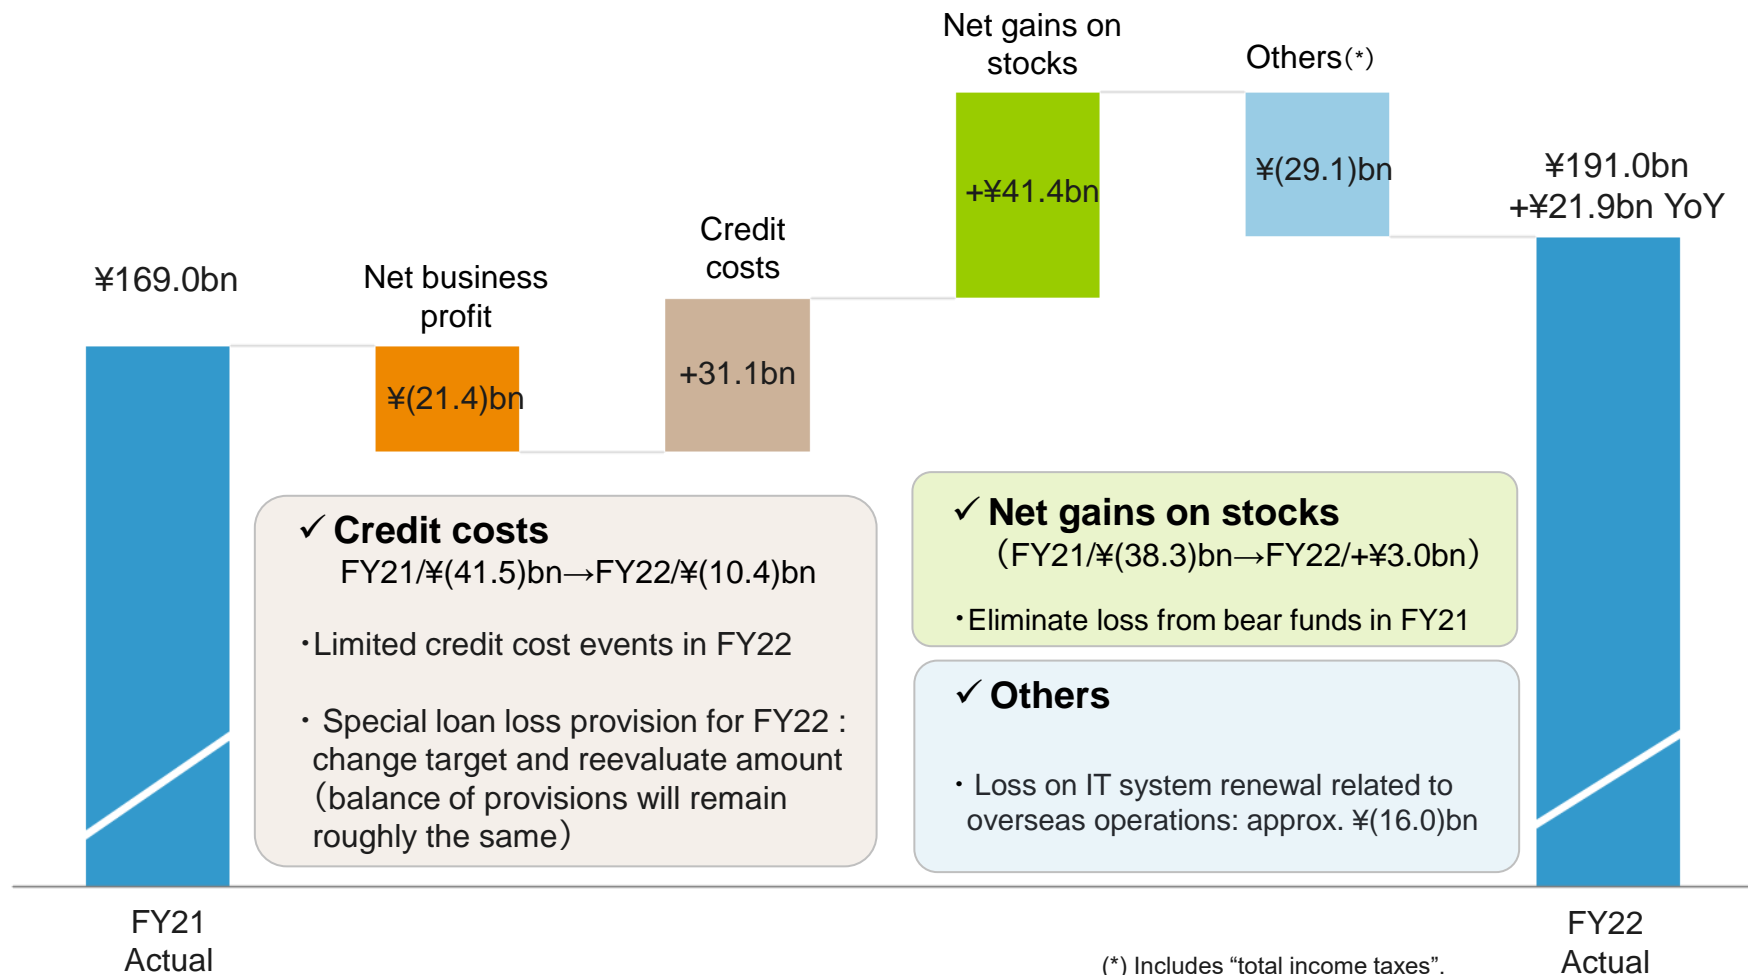 Net gains on
stocks
Others(*)
¥191.0bn
+¥21.9bn YoY
¥(29.1)bn
+¥41.4bn
Credit
costs
¥169.0bn
Net business
profit
+31.1bn
¥(21.4)bn
✓ Credit costs
FY21/¥(41.5)bn→FY22/¥(10.4)bn
・Limited credit cost events in FY22
・ Special loan loss provision for FY22 :
change target and reevaluate amount
（balance of provisions will remain
roughly the same）
✓ Net gains on stocks
（FY21/¥(38.3)bn→FY22/+¥3.0bn）
・Eliminate loss from bear funds in FY21
✓ Others
・ Loss on IT system renewal related to
overseas operations: approx. ¥(16.0)bn
FY21
Actual
FY22
Actual
(*) Includes “total income taxes”.